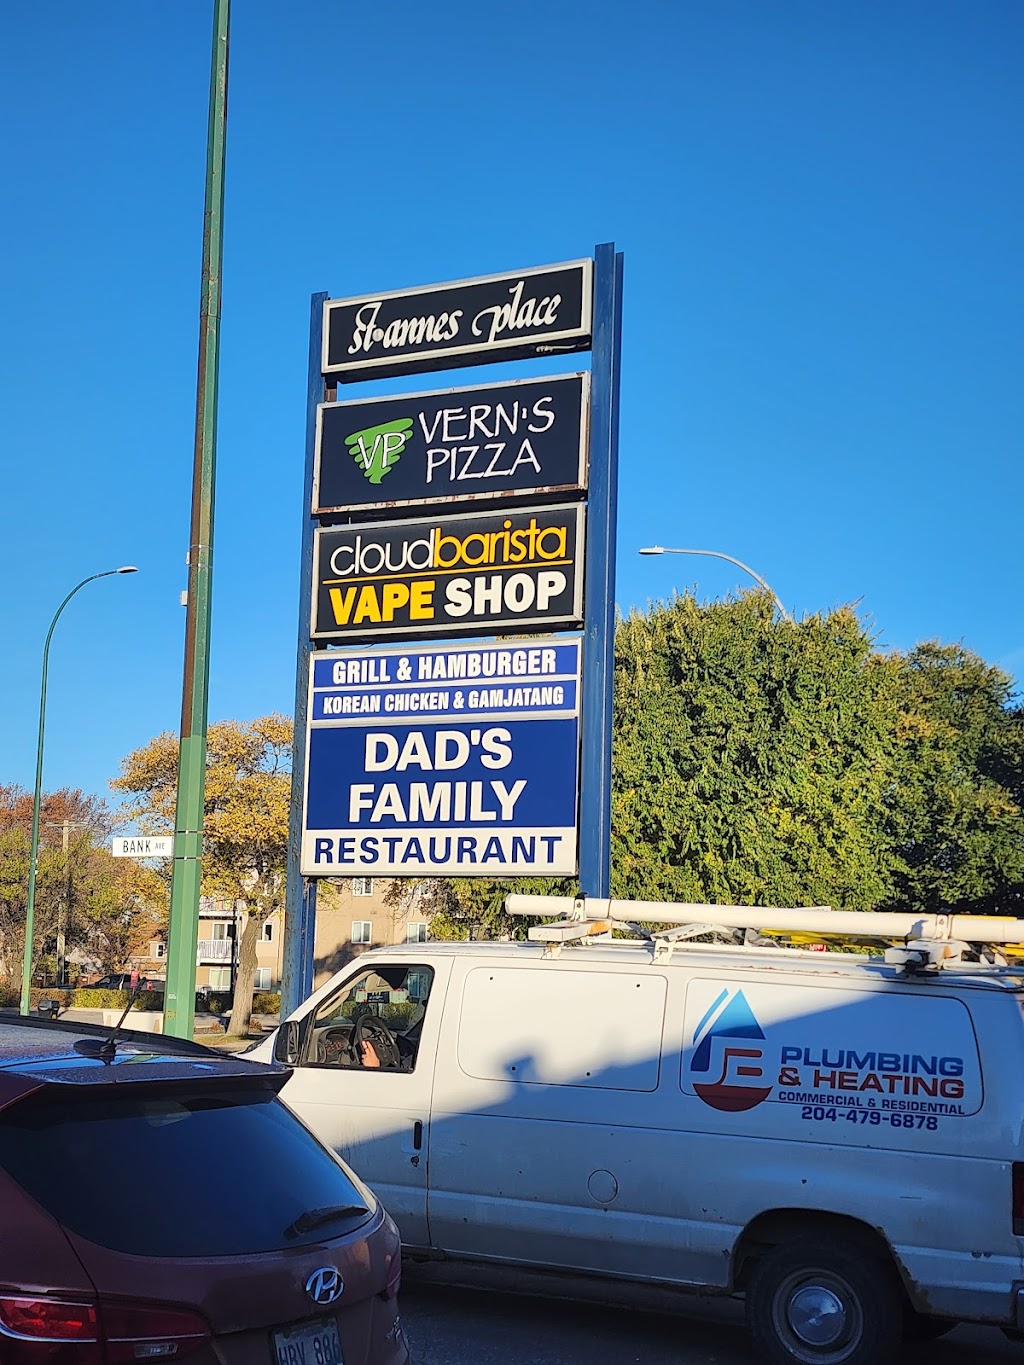 St. annes place
VP
VERN'S
PIZZA
cloudbarista
VAPE SHOP
GRILL & HAMBURGER
KOREAN CHICKEN & GAMJATANG
DAD'S
FAMILY
RESTAURANT
BANK AVE
PLUMBING
& HEATING
COMMERCIAL & RESIDENTIAL
204-479-6878